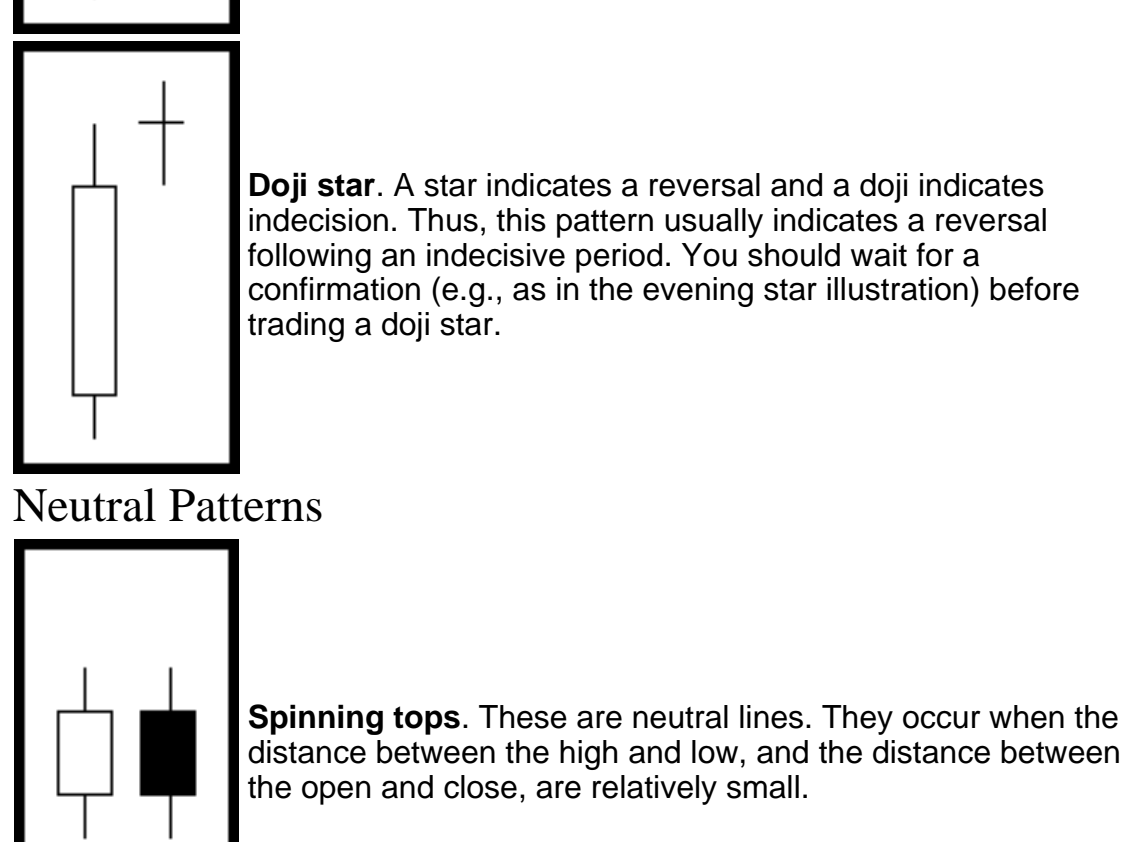 Doji star. A star indicates a reversal and a doji indicates
indecision. Thus, this pattern usually indicates a reversal
following an indecisive period. You should wait for a
confirmation (e.g., as in the evening star illustration) before
trading a doji star.
Neutral Patterns
Spinning tops. These are neutral lines. They occur when the
distance between the high and low, and the distance between
the open and close, are relatively small.